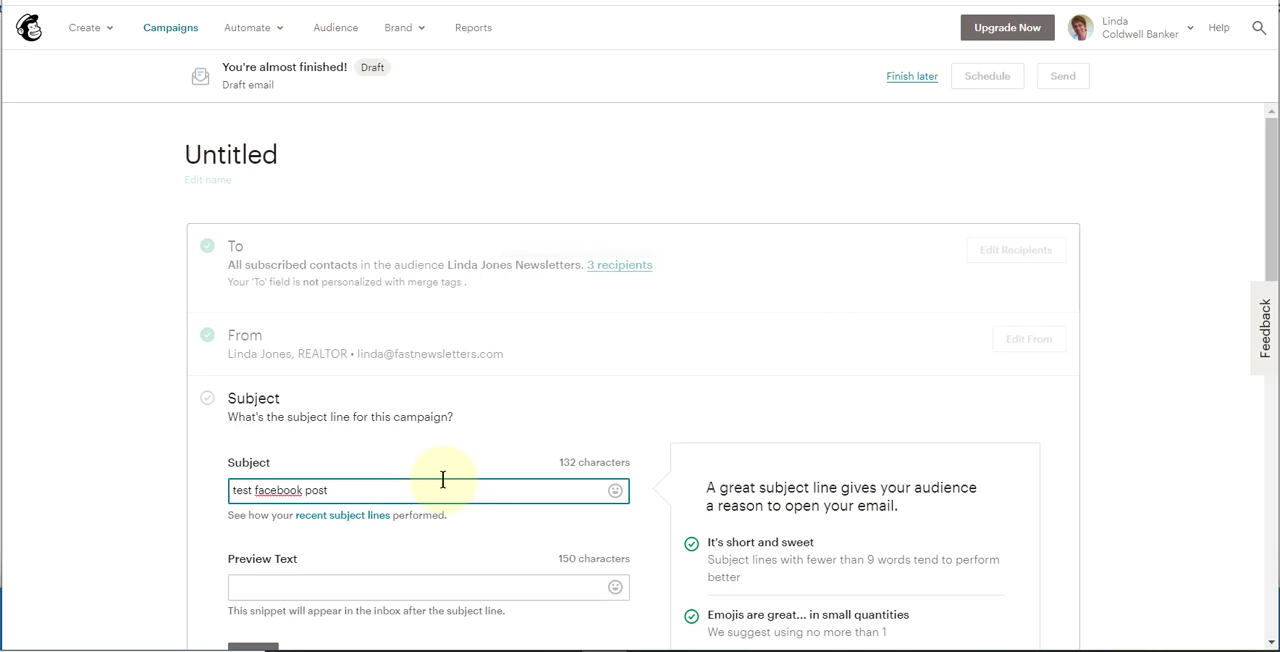 Create
Campaigns
Automate
Audience
Brand
Reports
Upgrade Now
Linda
Coldwell Banker
Help
You're almost finished! Draft
Draft email
Finish later
Schedule
Send
Untitled
Edit name
To
All subscribed contacts in the audience Linda Jones Newsletters. 3 recipients
Your 'To' field is not personalized with merge tags .
Edit Recipients
From
Linda Jones, REALTOR • linda@fastnewsletters.com
Edit From
Subject
What's the subject line for this campaign?
Subject
132 characters
test facebook post
See how your recent subject lines performed.
Preview Text
150 characters
This snippet will appear in the inbox after the subject line.
A great subject line gives your audience
a reason to open your email.
It's short and sweet
Subject lines with fewer than 9 words tend to perform
better
Emojis are great... in small quantities
We suggest using no more than 1
Feedback